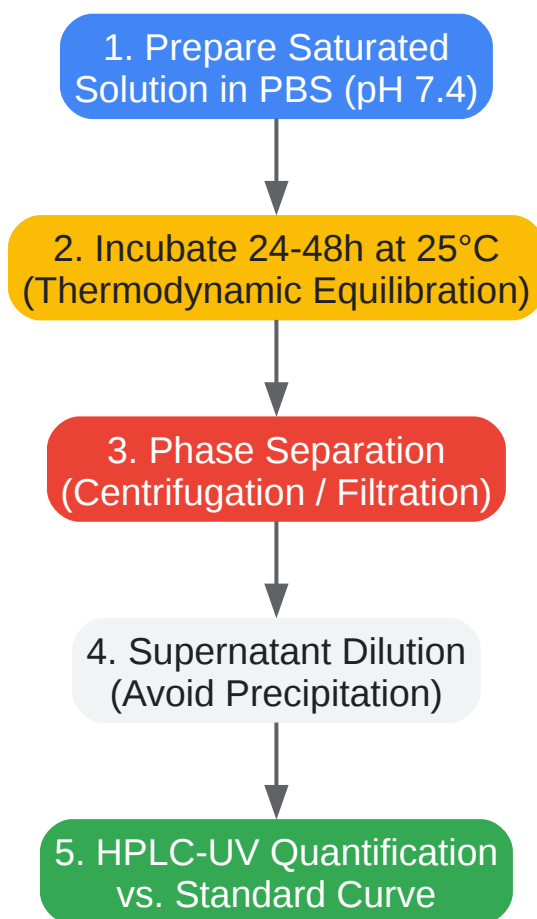 1. Prepare Saturated
Solution in PBS (pH 7.4)
2. Incubate 24-48h at 25°C
(Thermodynamic Equilibration)
3. Phase Separation
(Centrifugation / Filtration)
4. Supernatant Dilution
(Avoid Precipitation)
5. HPLC-UV Quantification
vs. Standard Curve